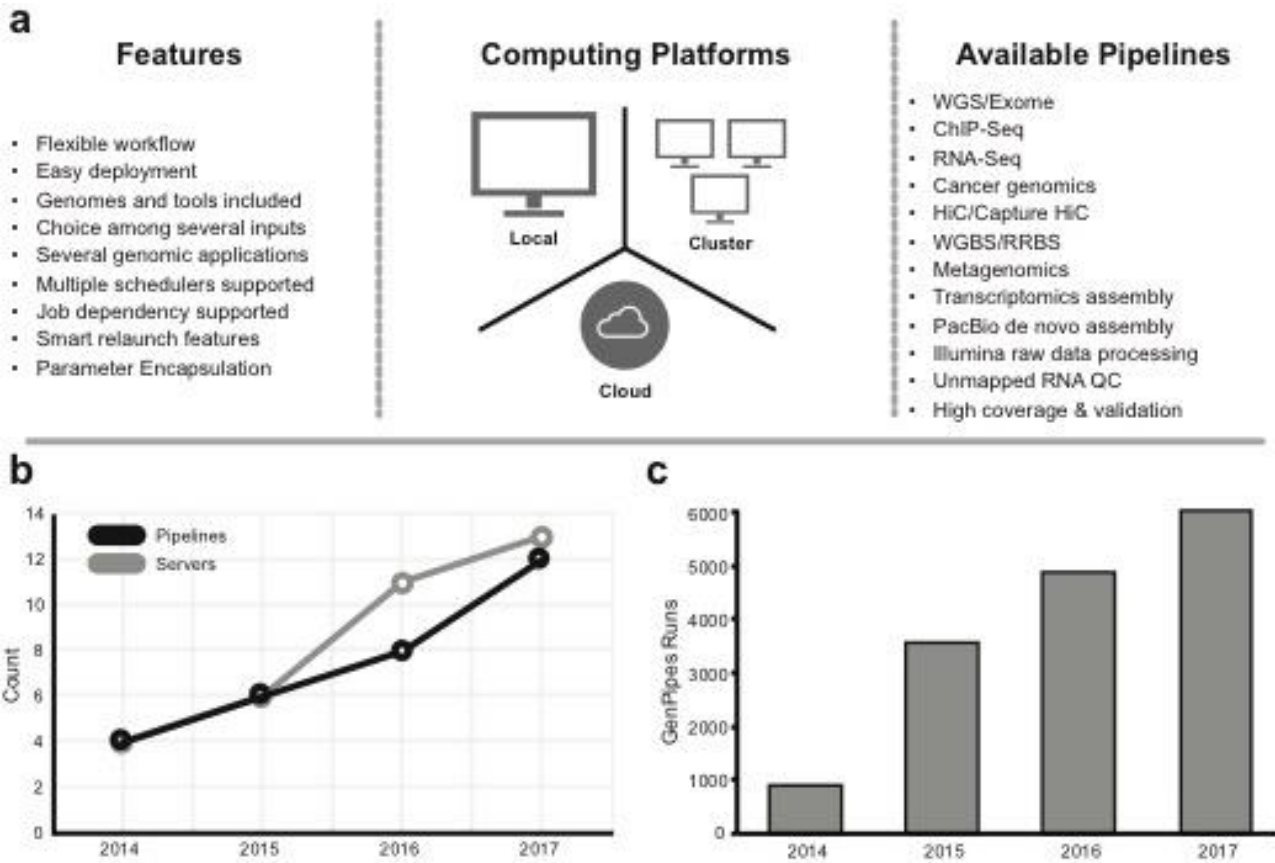 a
Features
• Flexible workflow
• Easy deployment
• Genomes and tools included
• Choice among several inputs
• Several genomic applications
• Multiple schedulers supported
• Job dependency supported
• Smart relaunch features
• Parameter Encapsulation
Computing Platforms
Local
Cluster
Cloud
Available Pipelines
• WGS/Exome
• ChIP-Seq
• RNA-Seq
• Cancer genomics
• HiC/Capture HiC
• WGBS/RRBS
• Metagenomics
• Transcriptomics assembly
• PacBio de novo assembly
• Illumina raw data processing
• Unmapped RNA QC
• High coverage & validation
b
Pipelines
Servers
Count
14
12
10
8
6
4
2
0
2014
2015
2016
2017
c
GenPipes Runs
6000
5000
4000
3000
2000
1000
0
2014
2015
2016
2017